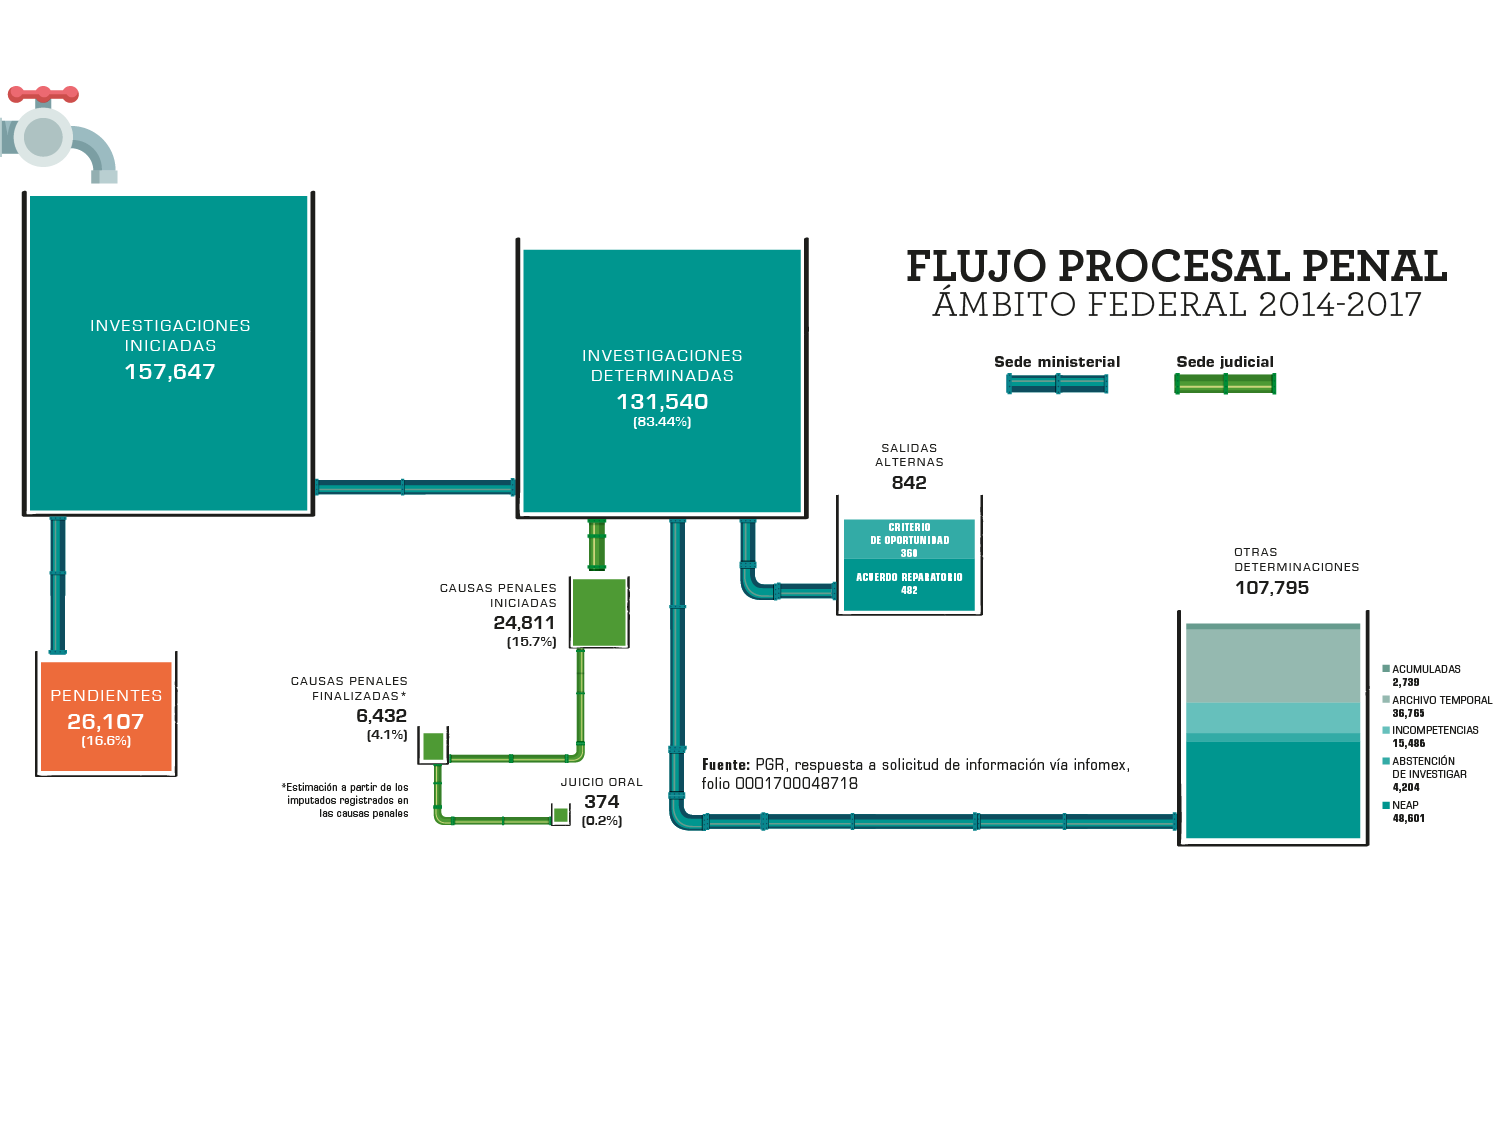 FLUJO PROCESAL PENAL
ÁMBITO FEDERAL 2014-2017
Sede ministerial
Sede judicial
INVESTIGACIONES
INICIADAS
157,647
INVESTIGACIONES
DETERMINADAS
131,540
(83.44%)
SALIDAS
ALTERNAS
842
CRITERIO
DE OPORTUNIDAD
360
ACUERDO REPARATORIO
482
OTRAS
DETERMINACIONES
107,795
ACUMULADAS
2,739
ARCHIVO TEMPORAL
36,765
INCOMPETENCIAS
15,486
ABSTENCIÓN
DE INVESTIGAR
4,204
NEAP
48,601
CAUSAS PENALES
INICIADAS
24,811
(15.7%)
PENDIENTES
26,107
(16.6%)
CAUSAS PENALES
FINALIZADAS*
6,432
(4.1%)
*Estimación a partir de los
imputados registrados en
las causas penales
JUICIO ORAL
374
(0.2%)
Fuente: PGR, respuesta a solicitud de información vía infomex,
folio 0001700048718